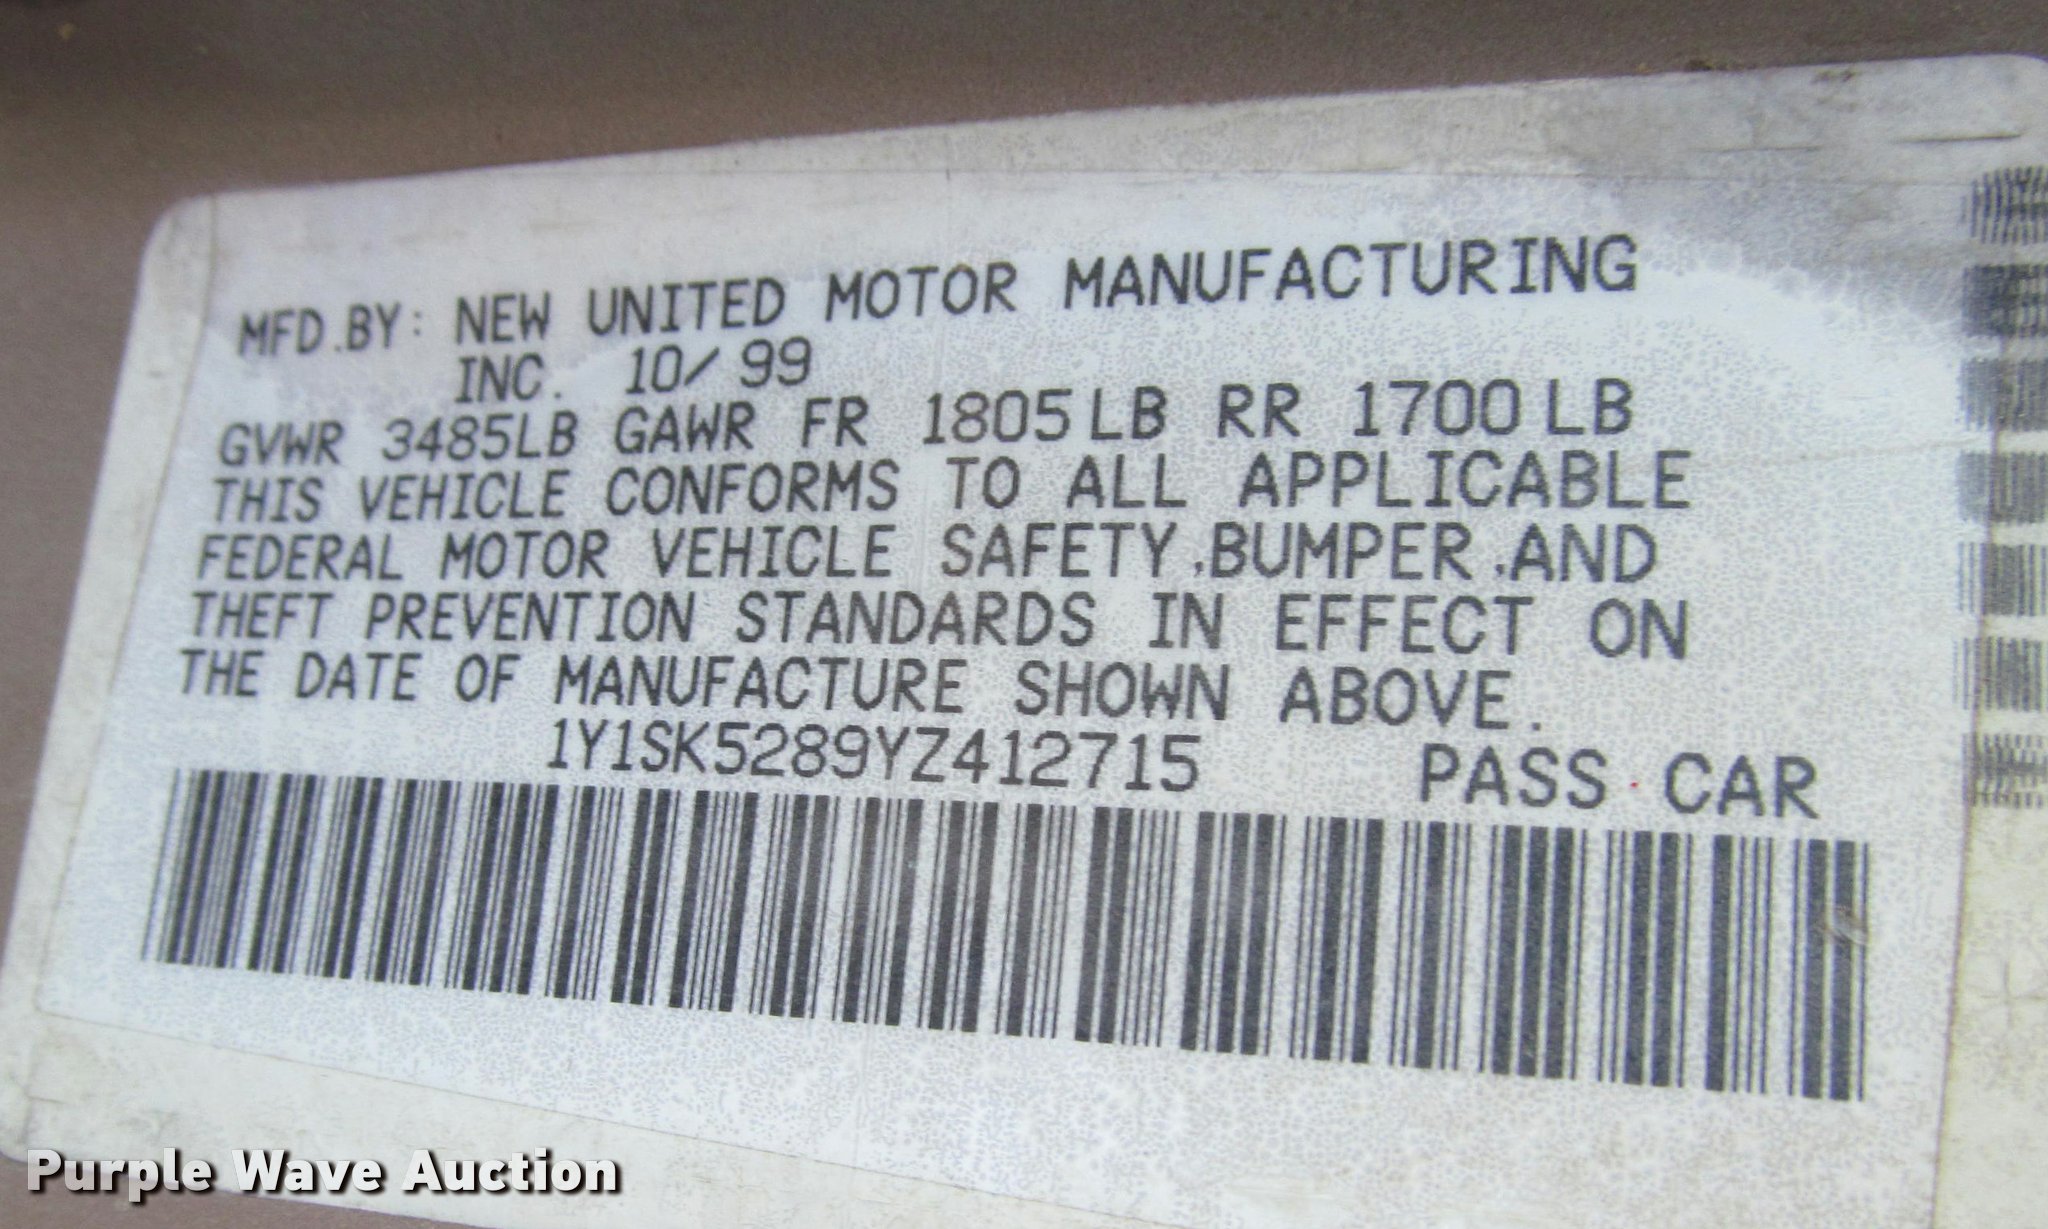 MFD.BY: NEW UNITED MOTOR MANUFACTURING
INC. 10/99
GVWR 3485LB GAWR FR 1805LB RR 1700LB
THIS VEHICLE CONFORMS TO ALL APPLICABLE
FEDERAL MOTOR VEHICLE SAFETY,BUMPER,AND
THEFT PREVENTION STANDARDS IN EFFECT ON
THE DATE OF MANUFACTURE SHOWN ABOVE.
1Y1SK5289YZ412715 PASS CAR
Purple Wave Auction